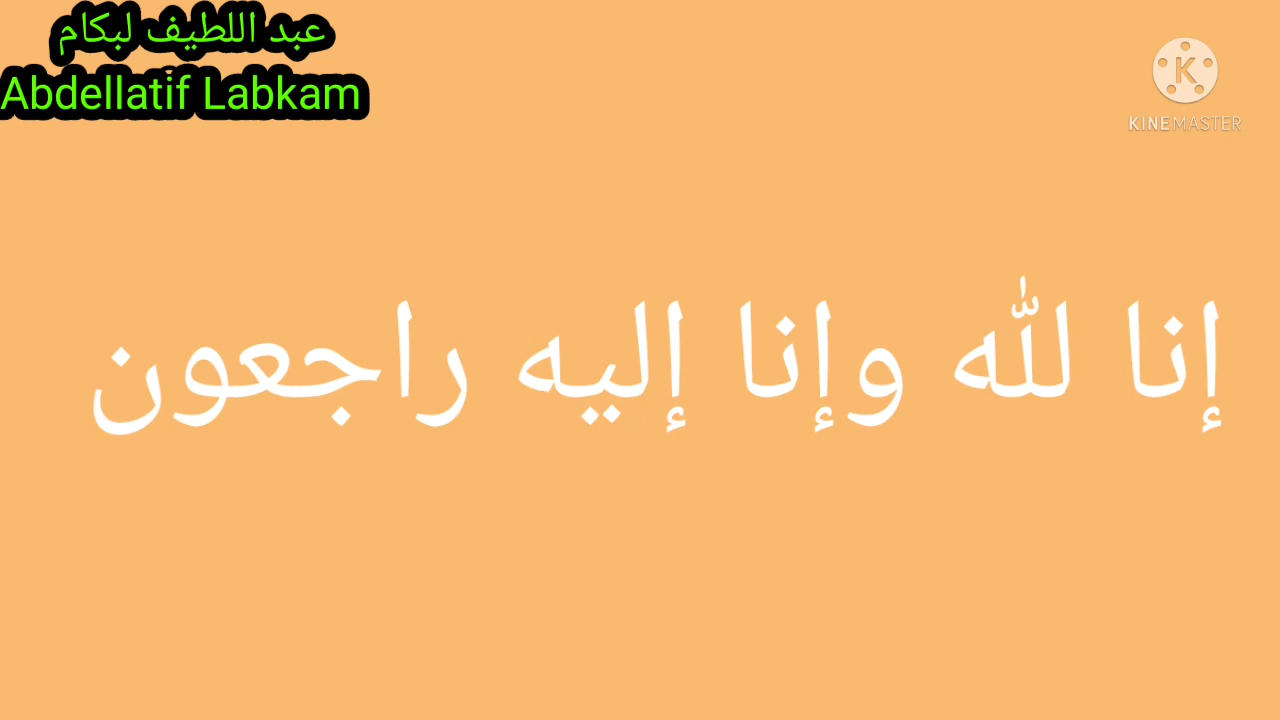 عبد اللطيف لبكام
Abdellatif Labkam
KINEMASTER
إنا لله وإنا إليه راجعون